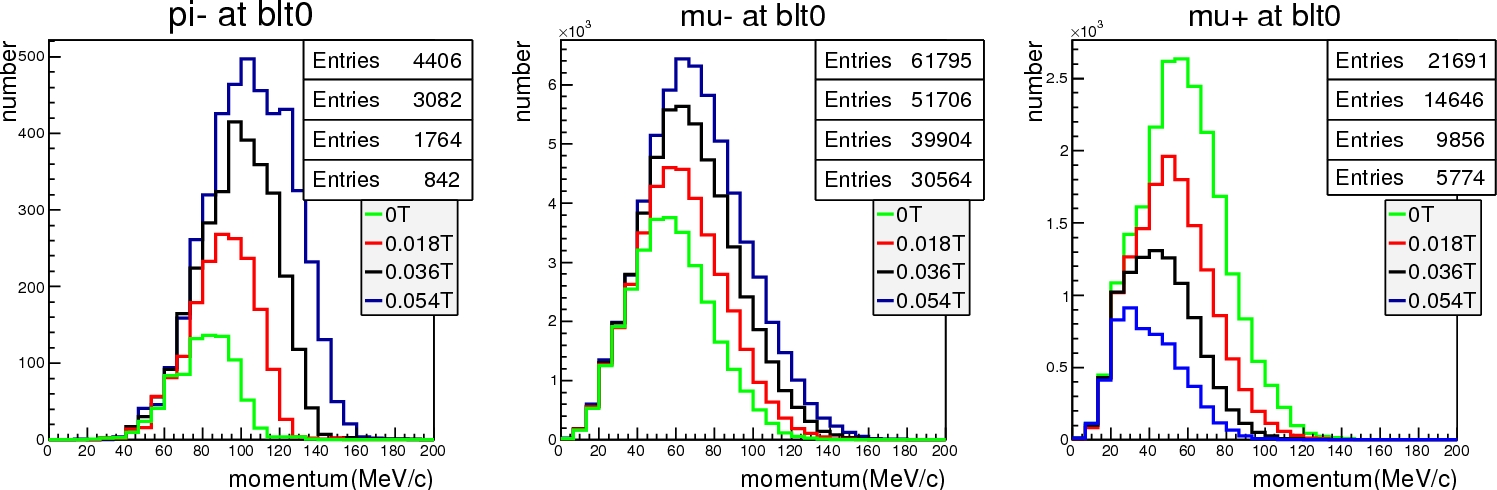 pi- at blt0
number
500
400
300
200
100
0
Entries 4406
Entries 3082
Entries 1764
Entries 842
0T
0.018T
0.036T
0.054T
0 20 40 60 80 100 120 140 160 180 200
momentum(MeV/c)
mu- at blt0
×10³
number
6
5
4
3
2
1
0
Entries 61795
Entries 51706
Entries 39904
Entries 30564
0T
0.018T
0.036T
0.054T
0 20 40 60 80 100 120 140 160 180 200
momentum(MeV/c)
mu+ at blt0
×10³
number
2.5
2
1.5
1
0.5
0
Entries 21691
Entries 14646
Entries 9856
Entries 5774
0T
0.018T
0.036T
0.054T
0 20 40 60 80 100 120 140 160 180 200
momentum(MeV/c)